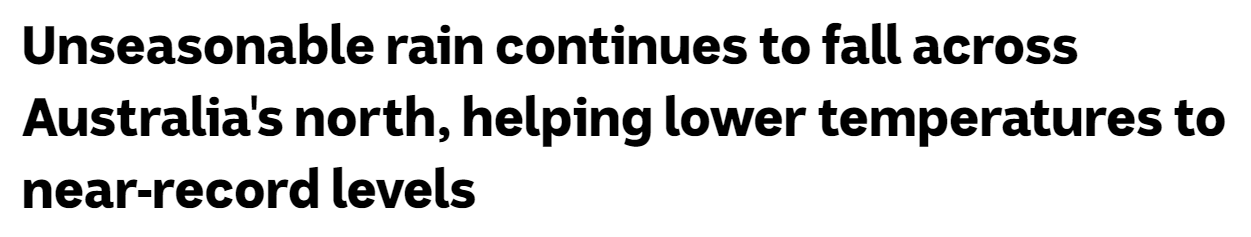 Unseasonable rain continues to fall across
Australia's north, helping lower temperatures to
near-record levels